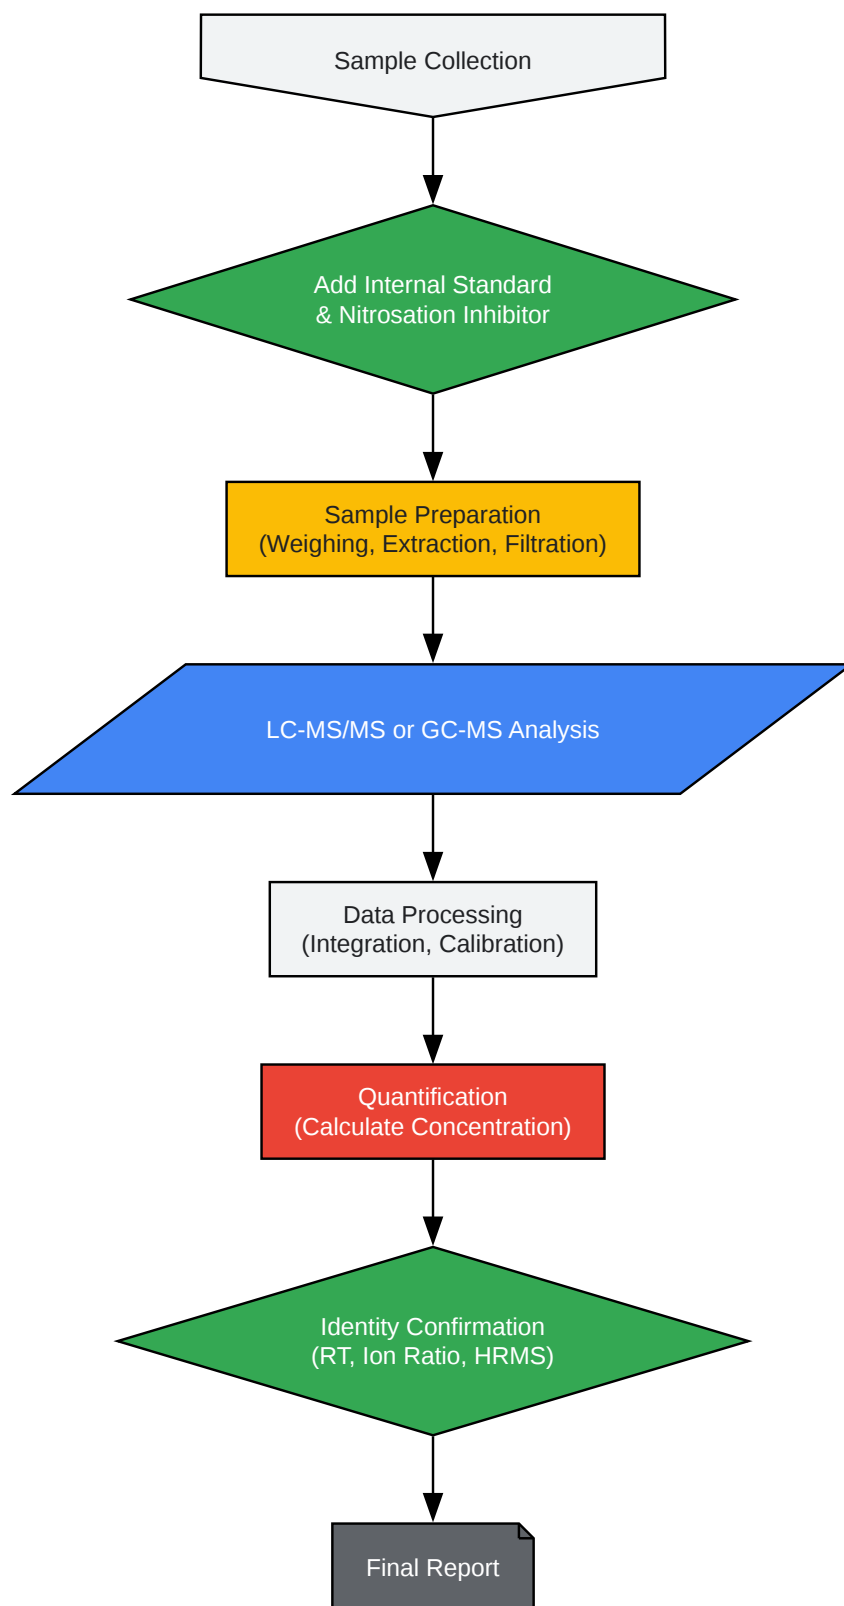 Sample Collection
Add Internal Standard
& Nitrosation Inhibitor
Sample Preparation
(Weighing, Extraction, Filtration)
LC-MS/MS or GC-MS Analysis
Data Processing
(Integration, Calibration)
Quantification
(Calculate Concentration)
Identity Confirmation
(RT, Ion Ratio, HRMS)
Final Report